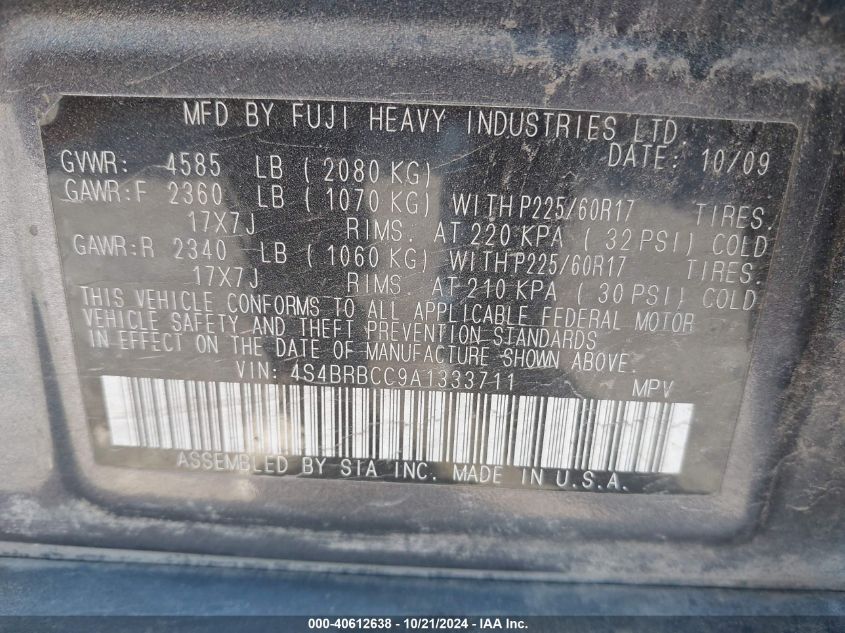 MFD BY FUJI HEAVY INDUSTRIES LTD.
DATE: 10/09
GVWR: 4585 LB ( 2080 KG)
GAWR:F 2360 LB ( 1070 KG) WITH P225/60R17 TIRES.
17X7J RIMS. AT 220 KPA ( 32 PSI) COLD
GAWR:R 2340 LB ( 1060 KG) WITH P225/60R17 TIRES.
17X7J RIMS. AT 210 KPA ( 30 PSI) COLD
THIS VEHICLE CONFORMS TO ALL APPLICABLE FEDERAL MOTOR
VEHICLE SAFETY AND THEFT PREVENTION STANDARDS
IN EFFECT ON THE DATE OF MANUFACTURE SHOWN ABOVE.
VIN: 4S4BRBCC9A1333711 MPV
ASSEMBLED BY SIA INC. MADE IN U.S.A.
000-40612638 - 10/21/2024 - www.iaai.com